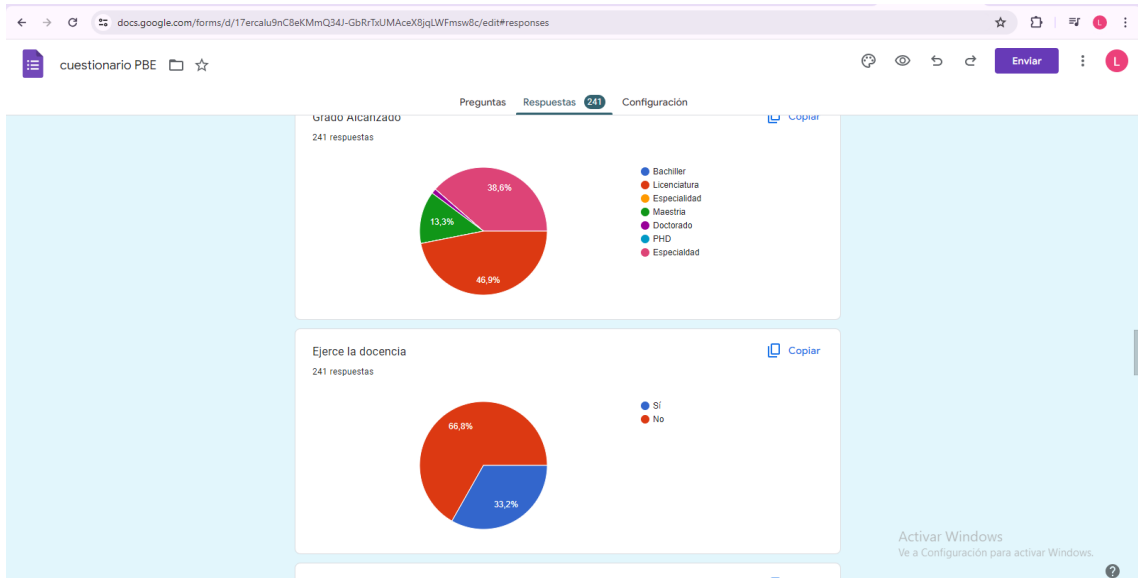 docs.google.com/forms/d/17ercalu9nC8eKMmQ34J-GbRrTxUMAceX8jqLWFmsw8c/edit#responses
L
cuestionario PBE
Enviar
L
Preguntas
Respuestas 241
Configuración
Grado Alcanzado
Copiar
241 respuestas
38,6%
13,3%
46,9%
Bachiller
Licenciatura
Especialidad
Maestria
Doctorado
PHD
Especialdad
Ejerce la docencia
Copiar
241 respuestas
66,8%
33,2%
Sí
No
Activar Windows
Ve a Configuración para activar Windows.